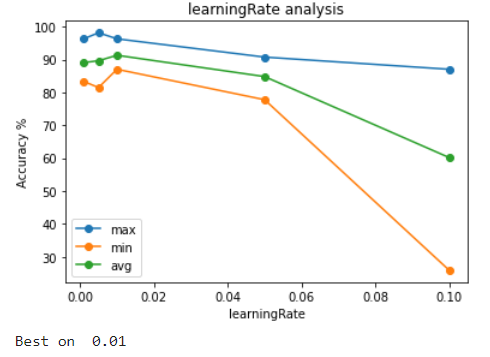 learningRate analysis
Accuracy %
100
90
80
70
60
50
40
30
max
min
avg
0.00 0.02 0.04 0.06 0.08 0.10
learningRate
Best on  0.01